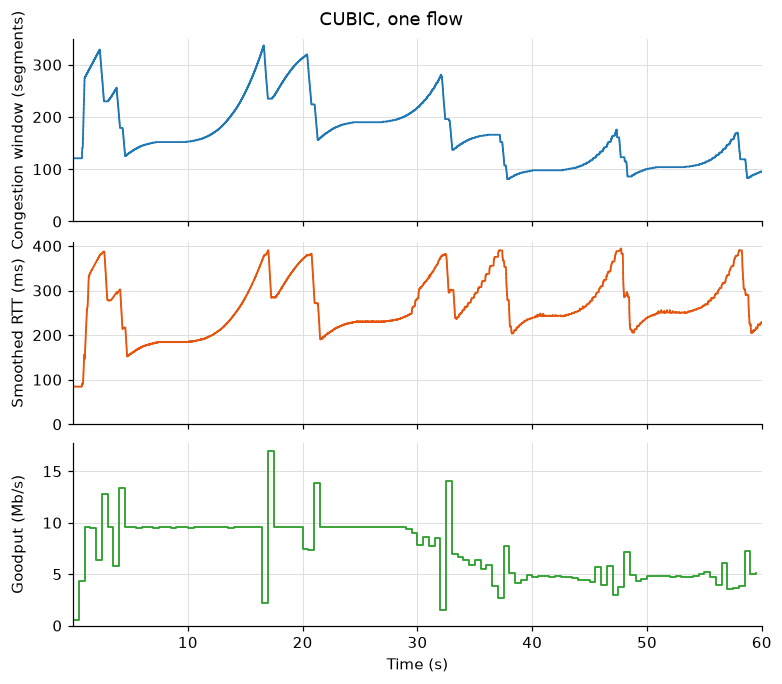 CUBIC, one flow
Congestion window (segments)
300
200
100
0
Smoothed RTT (ms)
400
300
200
100
0
Goodput (Mb/s)
15
10
5
0
10 20 30 40 50 60
Time (s)